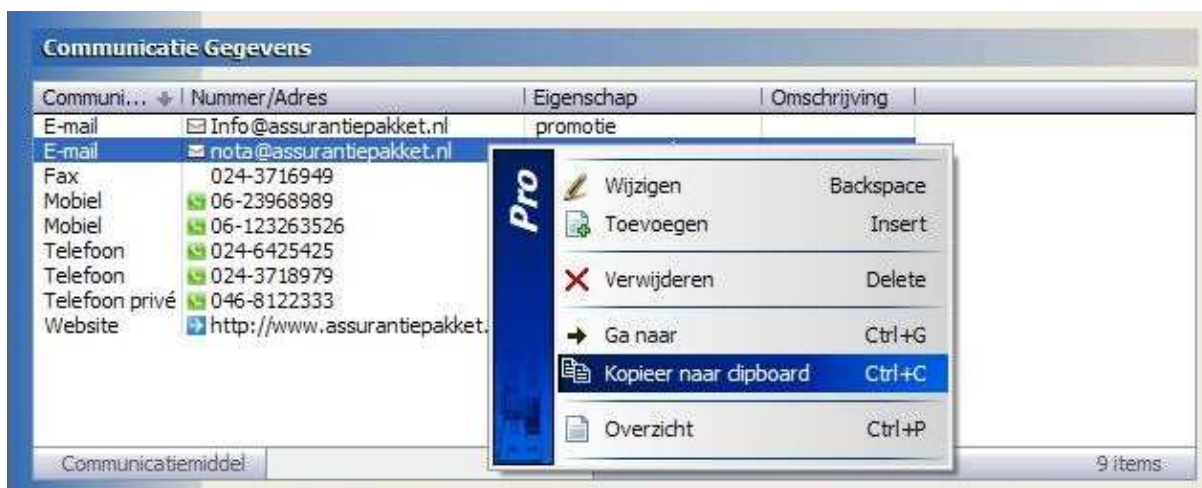 Communicatie Gegevens
Communi... Nummer/Adres Eigenschap Omschrijving
E-mail Info@assurantiepakket.nl promotie
E-mail nota@assurantiepakket.nl
Fax 024-3716949
Mobiel 06-23968989
Mobiel 06-123263526
Telefoon 024-6425425
Telefoon 024-3718979
Telefoon privé 046-8122333
Website http://www.assurantiepakket.
Pro
Wijzigen Backspace
Toevoegen Insert
Verwijderen Delete
Ga naar Ctrl+G
Kopieer naar clipboard Ctrl+C
Overzicht Ctrl+P
Communicatiemiddel 9 items